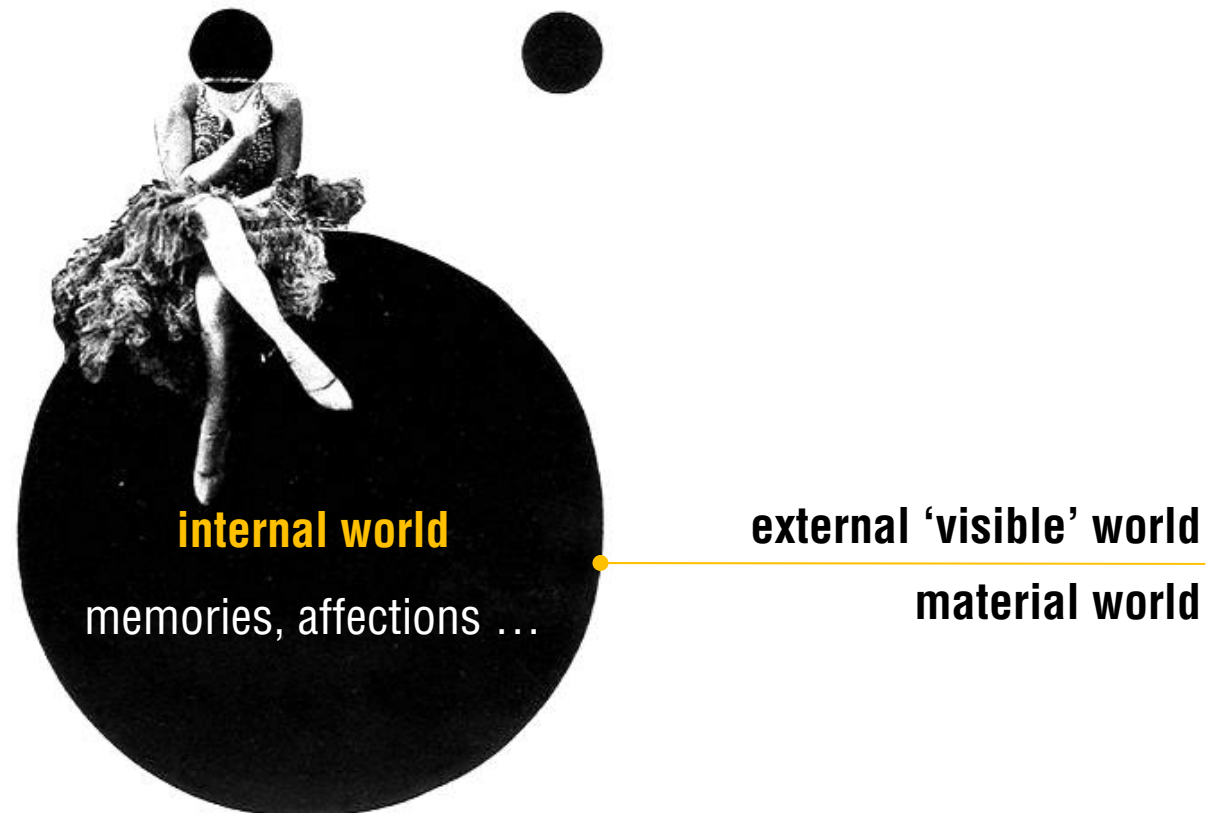 internal world
memories, affections …
external ‘visible’ world
material world